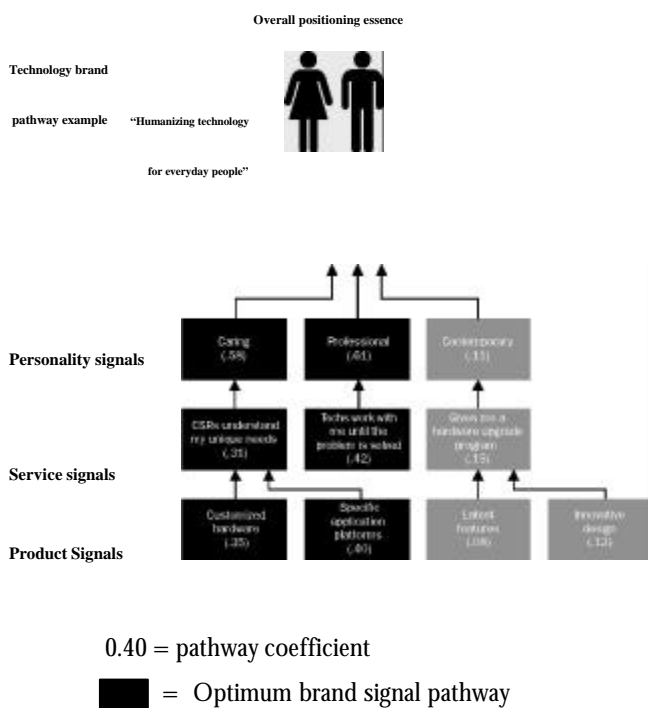 Overall positioning essence
Technology brand
pathway example
“Humanizing technology
for everyday people”
Personality signals
Caring
(.58)
Professional
(.61)
Contemporary
(.11)
Service signals
CSRs understand
my unique needs
(.31)
Techs work with
me until the
problem is solved
(.42)
Gives me a
hardware upgrade
program
(.15)
Product Signals
Customized
hardware
(.35)
Specific
application
platforms
(.40)
Latent
features
Innovative
design
(.12)
0.40 = pathway coefficient
= Optimum brand signal pathway